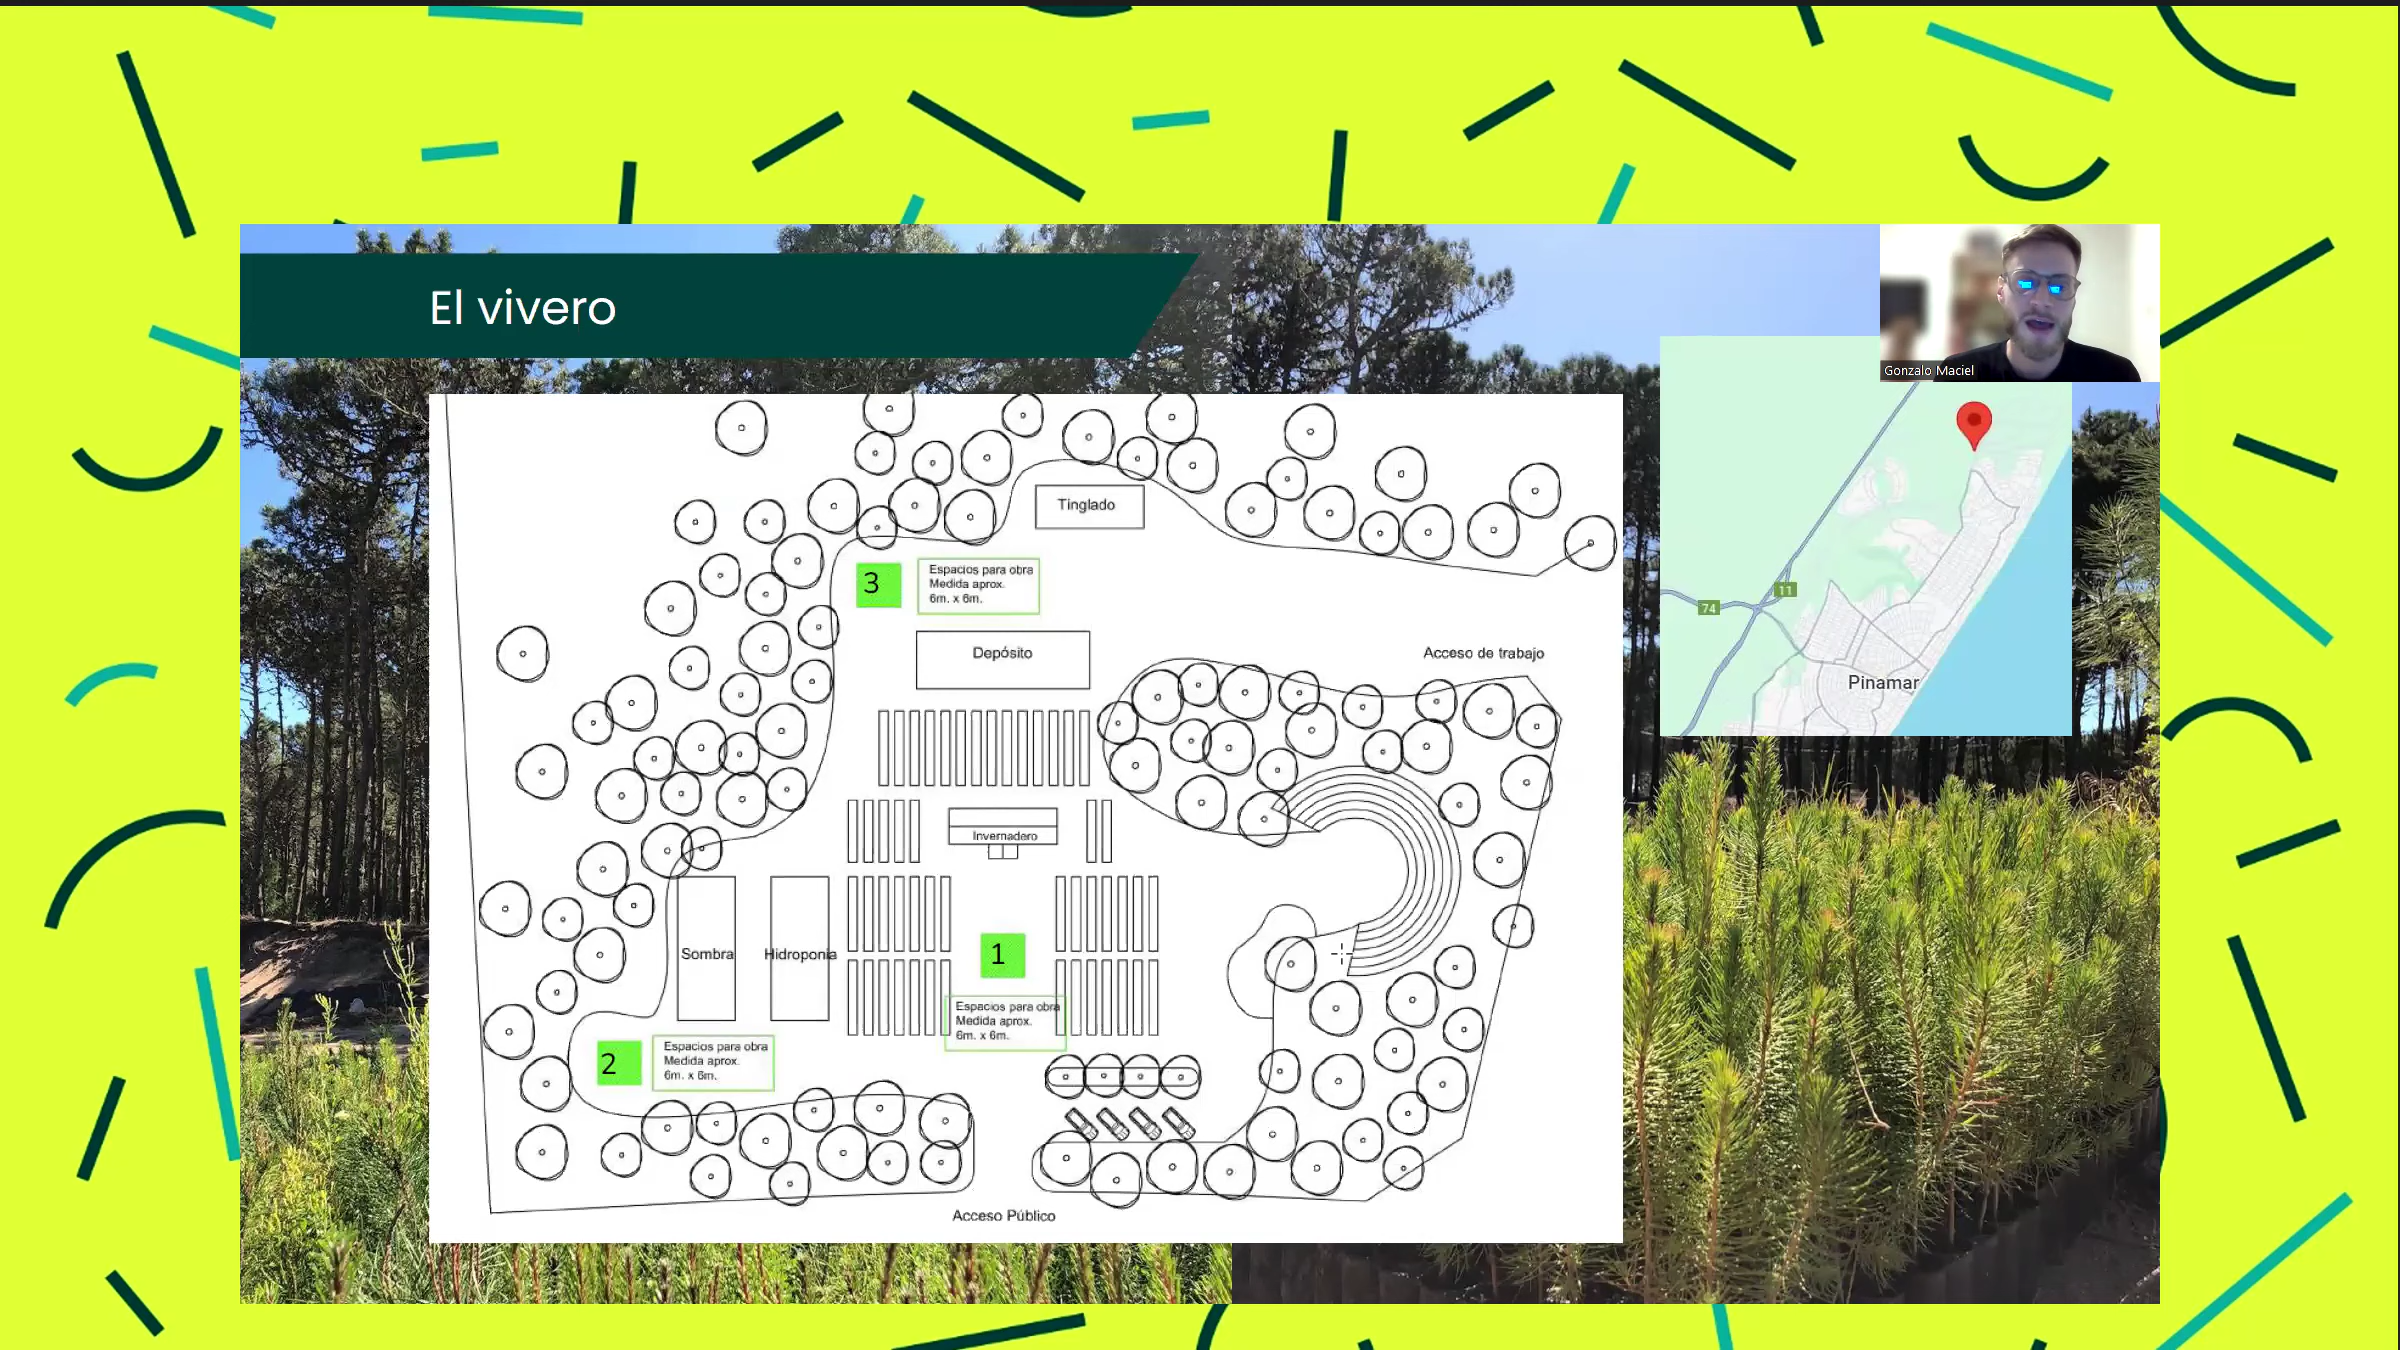 El vivero
Gonzalo Maciel
Tinglado
3
Espacios para obra
Medida aprox.
6m. x 6m.
Depósito
Acceso de trabajo
11
74
Pinamar
Invernadero
Sombra
Hidroponia
1
Espacios para obra
Medida aprox.
6m. x 6m.
2
Espacios para obra
Medida aprox.
6m. x 6m.
Acceso Público